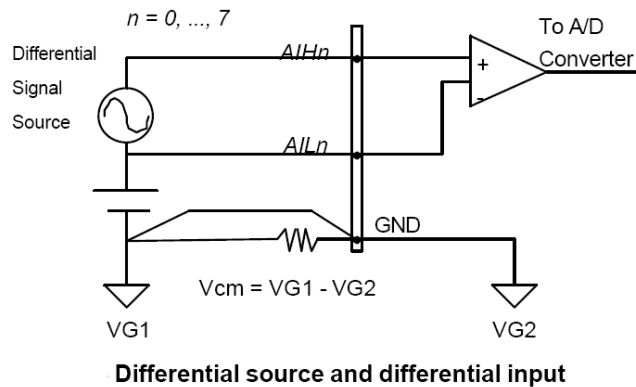 n = 0, ..., 7
To A/D
Converter
Differential
Signal
Source
AIHn
+
-
AILn
GND
Vcm = VG1 - VG2
VG1
VG2
Differential source and differential input